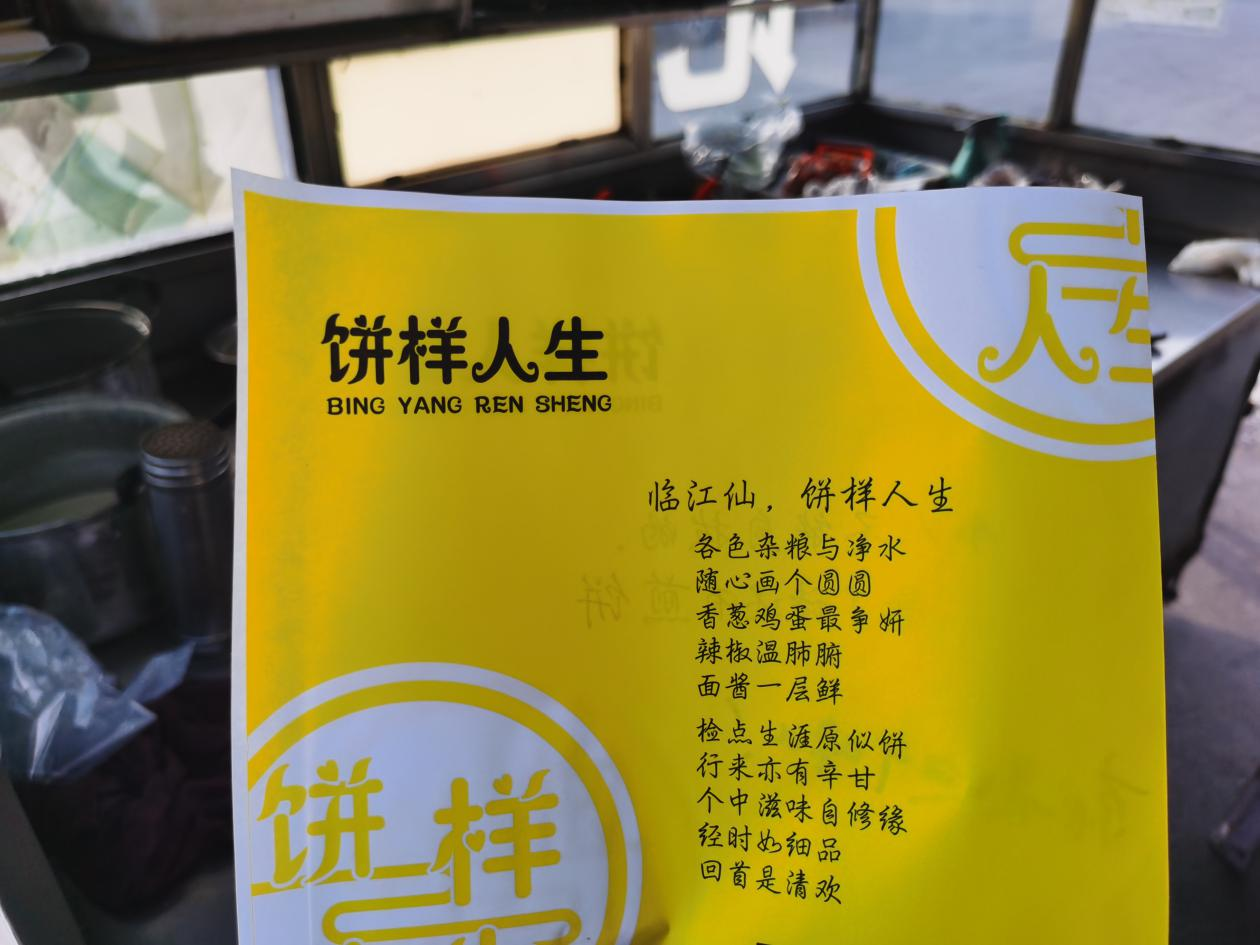 饼样人生
BING YANG REN SHENG
人生
临江仙，饼样人生
各色杂粮与净水
随心画个圆圆
香葱鸡蛋最争妍
辣椒温肺腑
面酱一层鲜
检点生涯原似饼
行来亦有辛甘
个中滋味自修缘
经时如细品
回首是清欢
饼样